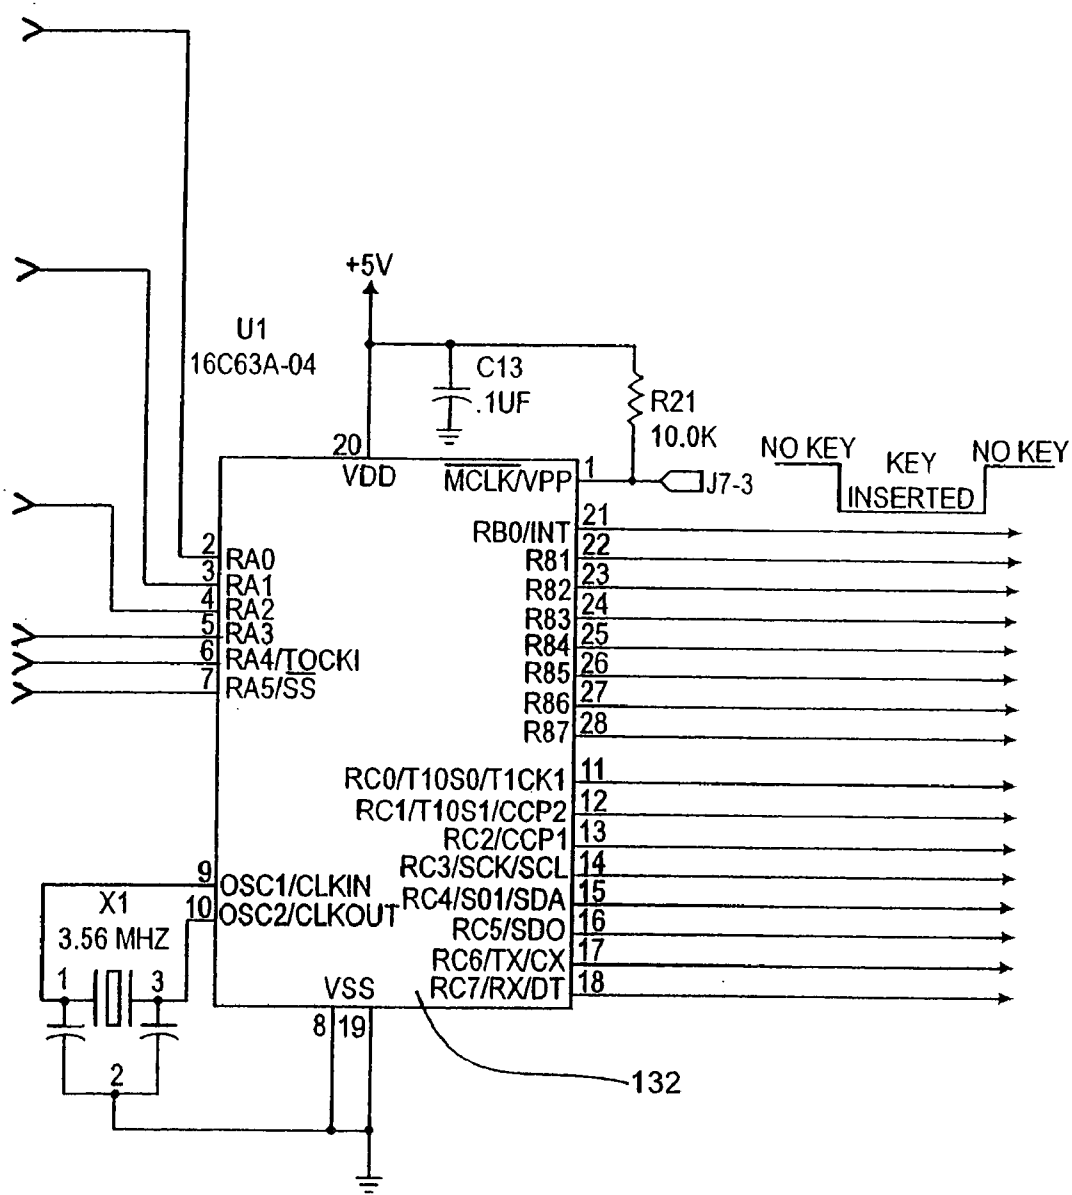 +5V
U1
16C63A-04
C13
.1UF
R21
10.0K
NO KEY
KEY
INSERTED
NO KEY
20
VDD
MCLK/VPP
1
J7-3
RB0/INT
21
R81
22
R82
23
R83
24
R84
25
R85
26
R86
27
R87
28
2
RA0
3
RA1
4
RA2
5
RA3
6
RA4/TOCKI
7
RA5/SS
RC0/T10S0/T1CK1
11
RC1/T10S1/CCP2
12
RC2/CCP1
13
RC3/SCK/SCL
14
RC4/S01/SDA
15
RC5/SDO
16
RC6/TX/CX
17
RC7/RX/DT
18
9
OSC1/CLKIN
10
OSC2/CLKOUT
X1
3.56 MHZ
1
3
2
VSS
8
19
132